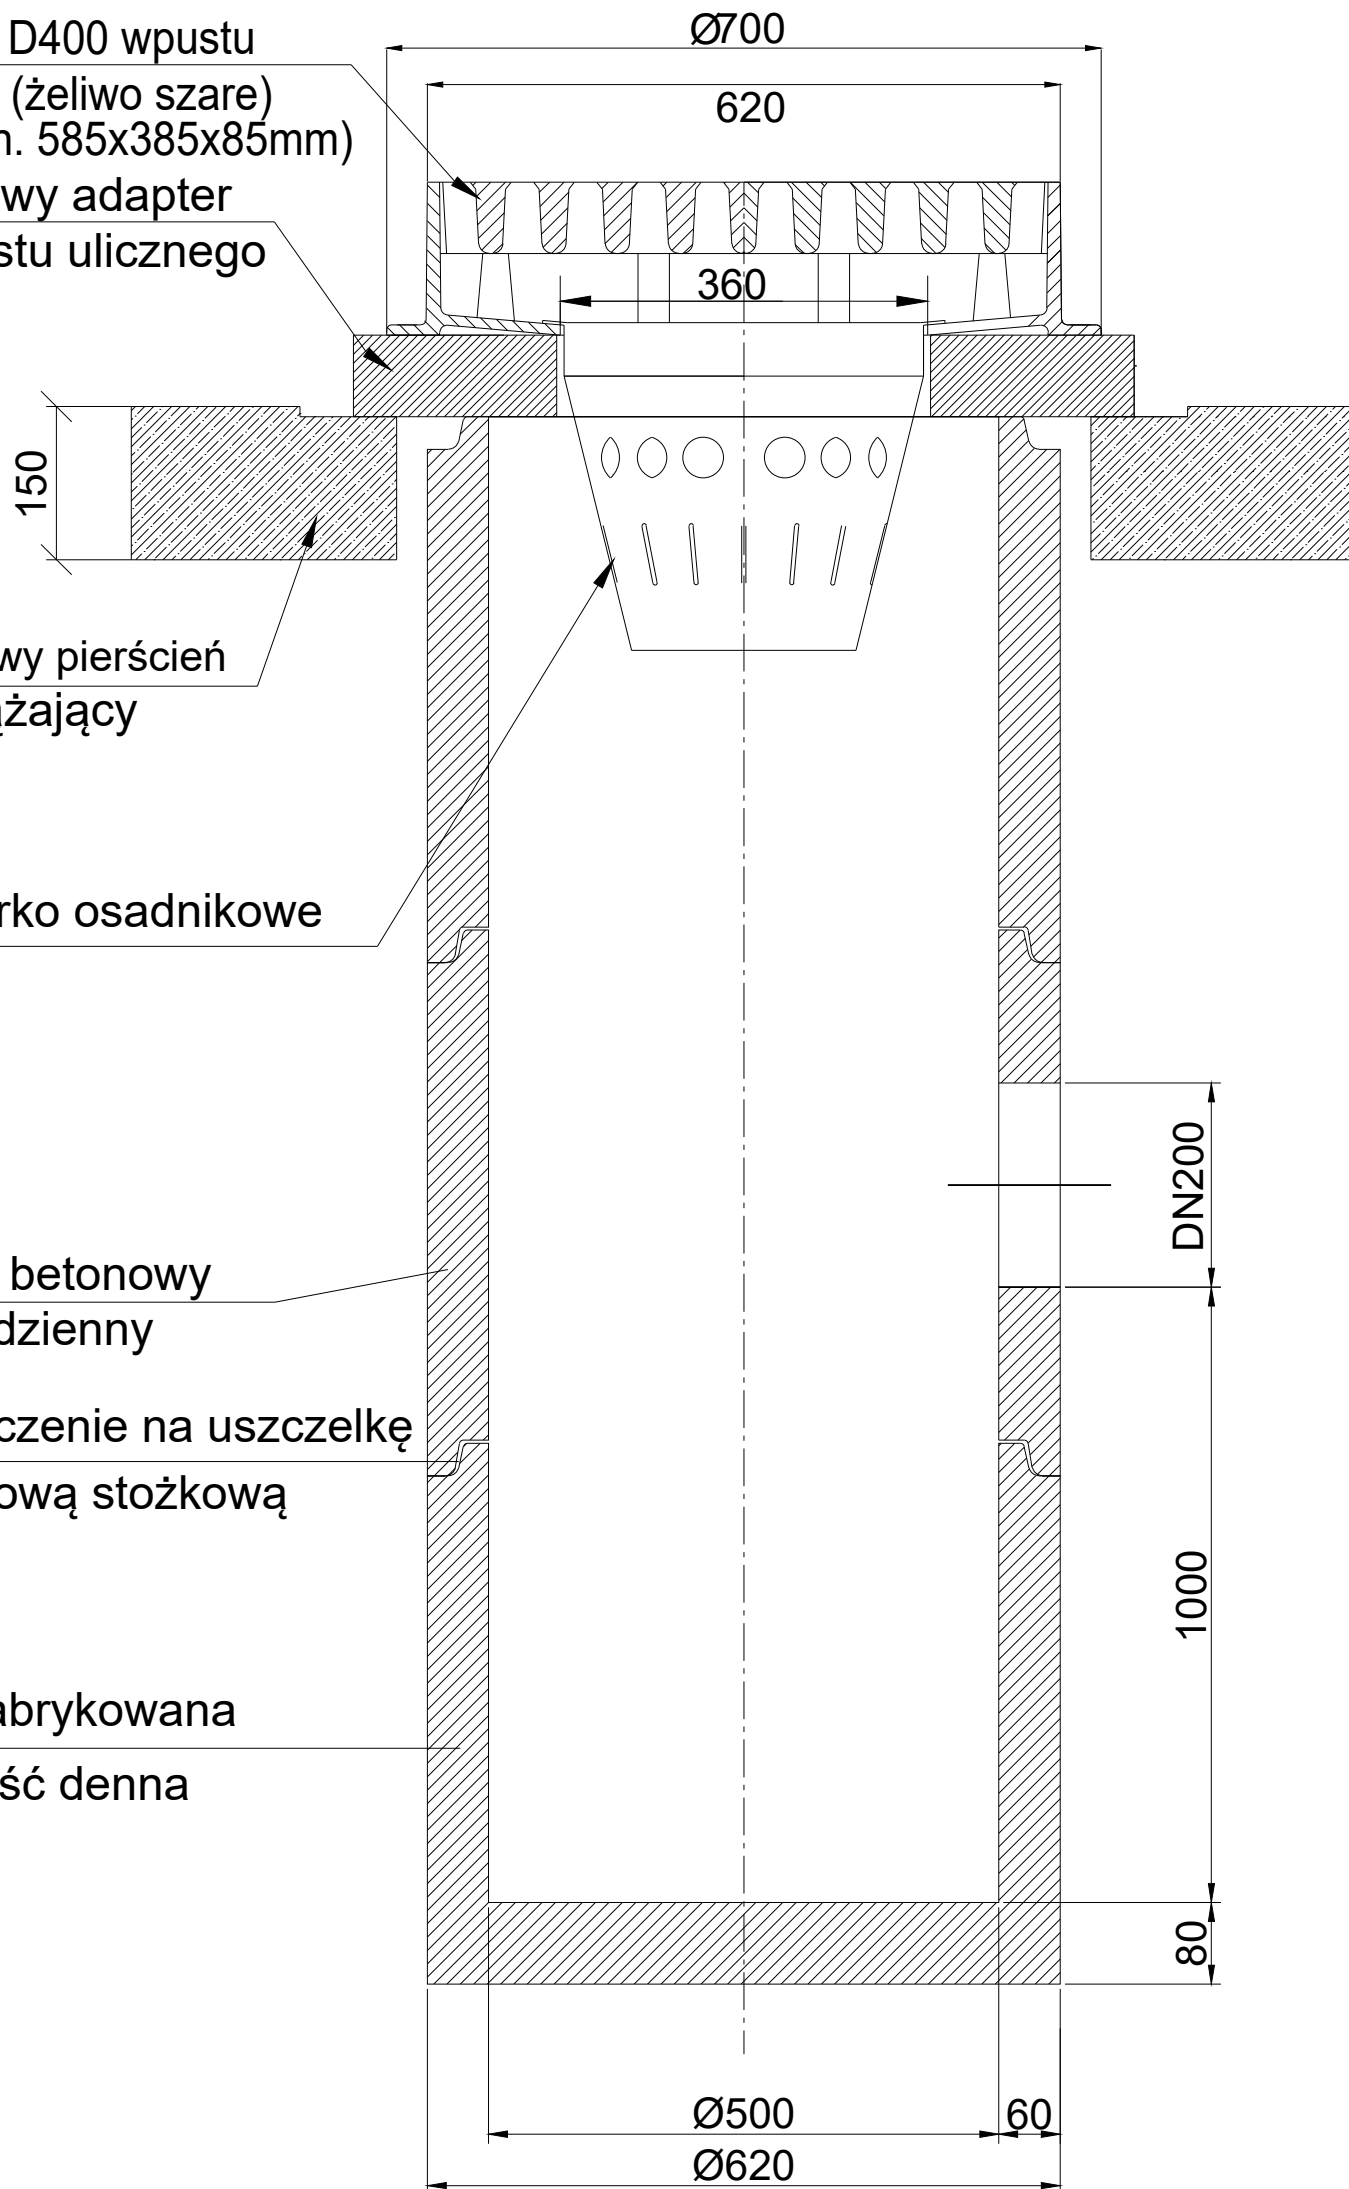 D400 wpustu
Ø700
(żeliwo szare)
620
n. 585x385x85mm)
wy adapter
stu ulicznego
360
150
wy pierścień
ążający
rko osadnikowe
DN200
betonowy
dzienny
czenie na uszczelkę
ową stożkową
1000
abrykowana
ść denna
80
Ø500
60
Ø620